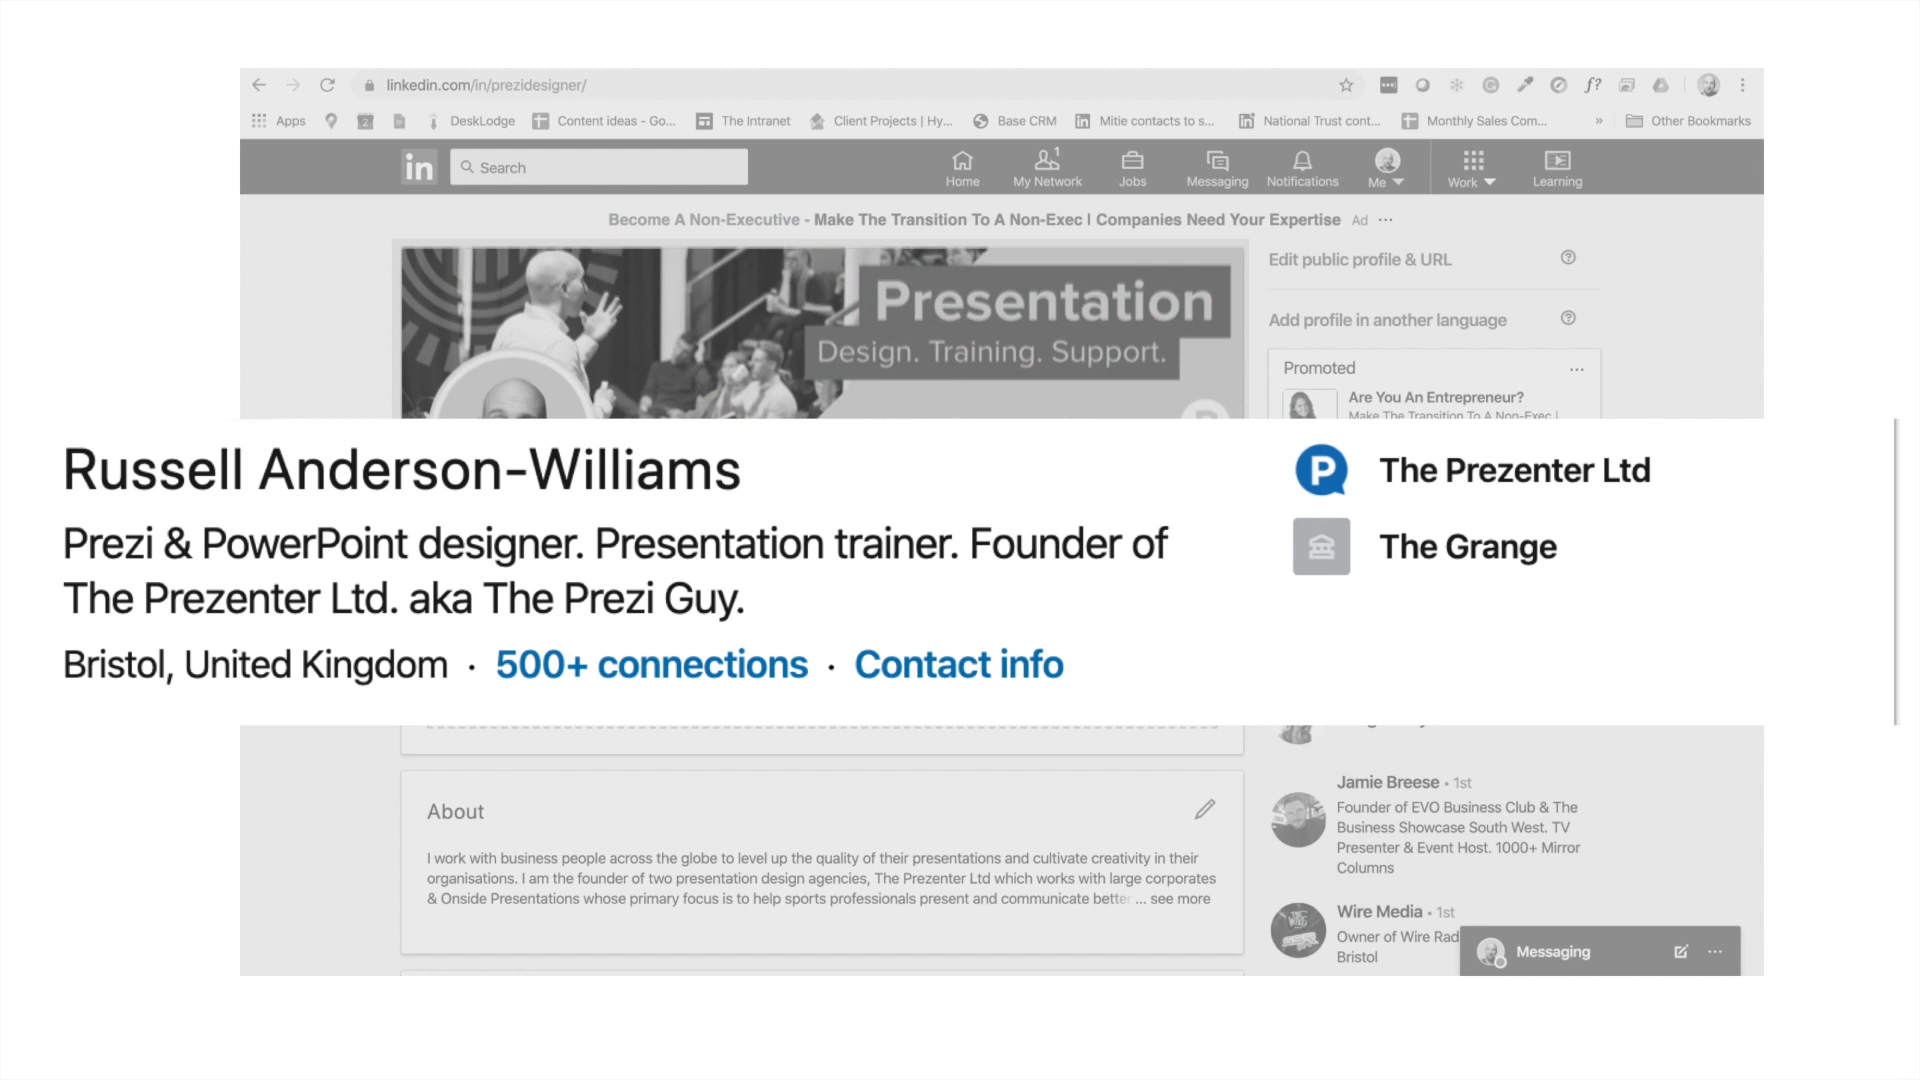 linkedin.com/in/prezidesigner/
f?
Apps
2
DeskLodge
Content ideas - Go...
The Intranet
Client Projects | Hy...
Base CRM
Mitie contacts to s...
National Trust cont...
Monthly Sales Com...
»
Other Bookmarks
in
Search
Home
1
My Network
Jobs
Messaging
Notifications
Me
Work
Learning
Become A Non-Executive - Make The Transition To A Non-Exec | Companies Need Your Expertise Ad ...
Presentation
Design. Training. Support.
Edit public profile & URL
Add profile in another language
Promoted ...
Are You An Entrepreneur?
Make The Transition To A Non-Exec |
Russell Anderson-Williams
Prezi & PowerPoint designer. Presentation trainer. Founder of
The Prezenter Ltd. aka The Prezi Guy.
Bristol, United Kingdom · 500+ connections · Contact info
P The Prezenter Ltd
The Grange
About
I work with business people across the globe to level up the quality of their presentations and cultivate creativity in their
organisations. I am the founder of two presentation design agencies, The Prezenter Ltd which works with large corporates
& Onside Presentations whose primary focus is to help sports professionals present and communicate better ... see more
Jamie Breese • 1st
Founder of EVO Business Club & The
Business Showcase South West. TV
Presenter & Event Host. 1000+ Mirror
Columns
Wire Media • 1st
Owner of Wire Rad
Bristol
Messaging ...